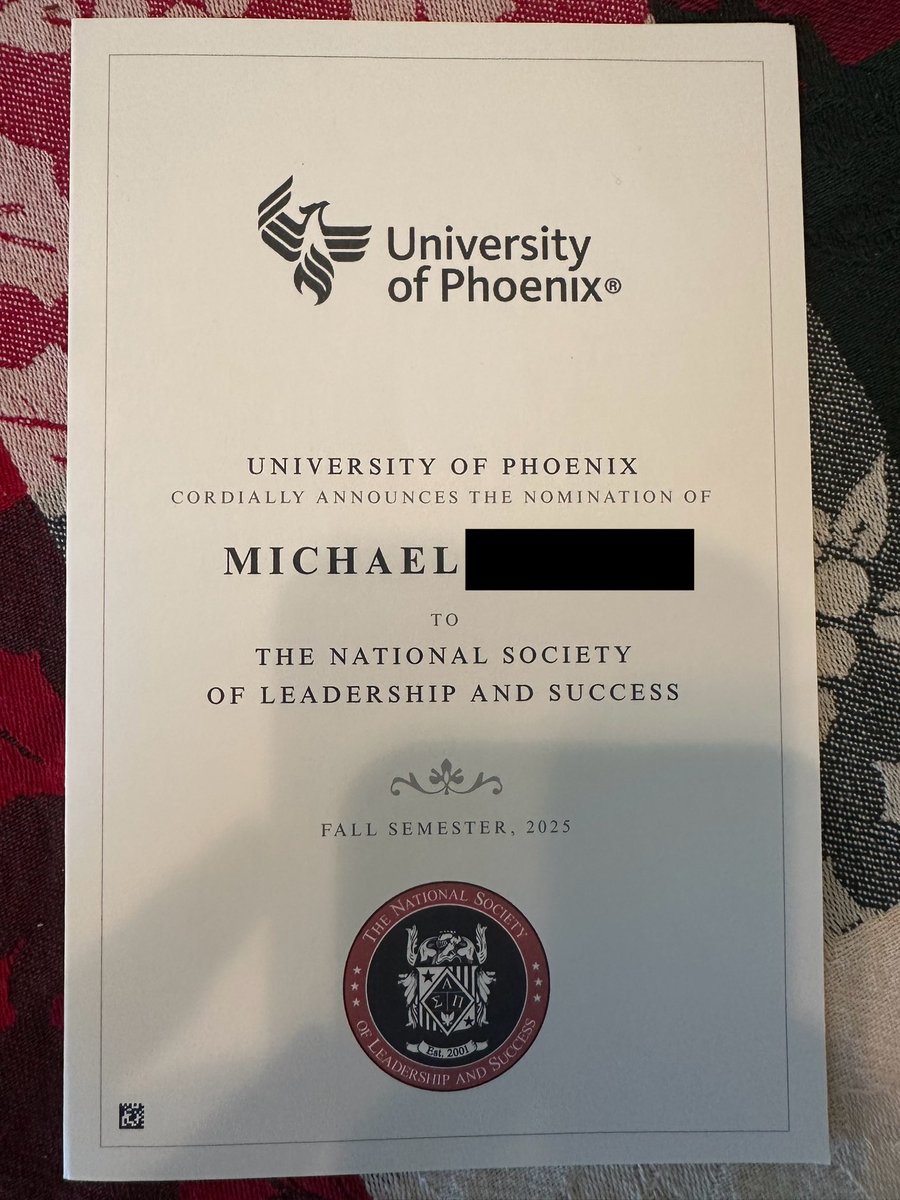 University
of Phoenix®
UNIVERSITY OF PHOENIX
CORDIALLY ANNOUNCES THE NOMINATION OF
MICHAEL
TO
THE NATIONAL SOCIETY
OF LEADERSHIP AND SUCCESS
FALL SEMESTER, 2025
THE NATIONAL SOCIETY
Λ
Σ Π
Est. 2001
OF LEADERSHIP AND SUCCESS